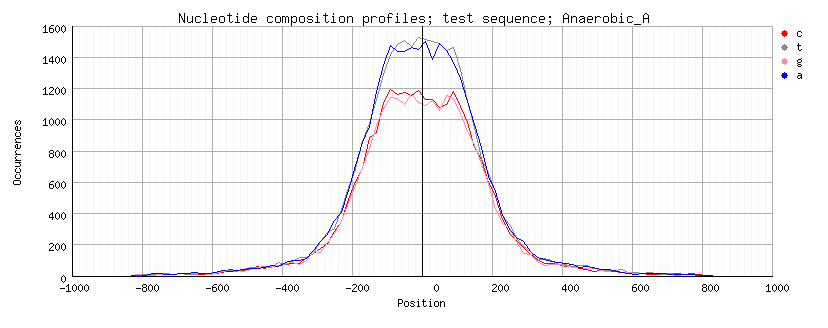 Nucleotide composition profiles; test sequence; Anaerobic_A
1600
1400
1200
1000
800
600
400
200
0
Occurrences
-1000 -800 -600 -400 -200 0 200 400 600 800 1000
Position
c
t
g
a